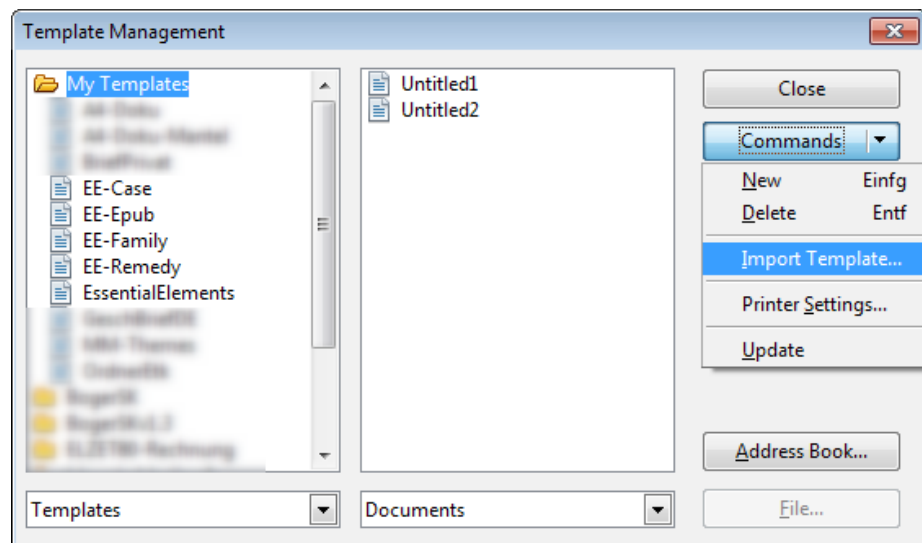 Template Management
My Templates
EE-Case
EE-Epub
EE-Family
EE-Remedy
EssentialElements
Templates
Untitled1
Untitled2
Documents
Close
Commands
New Einfg
Delete Entf
Import Template...
Printer Settings...
Update
Address Book...
File...